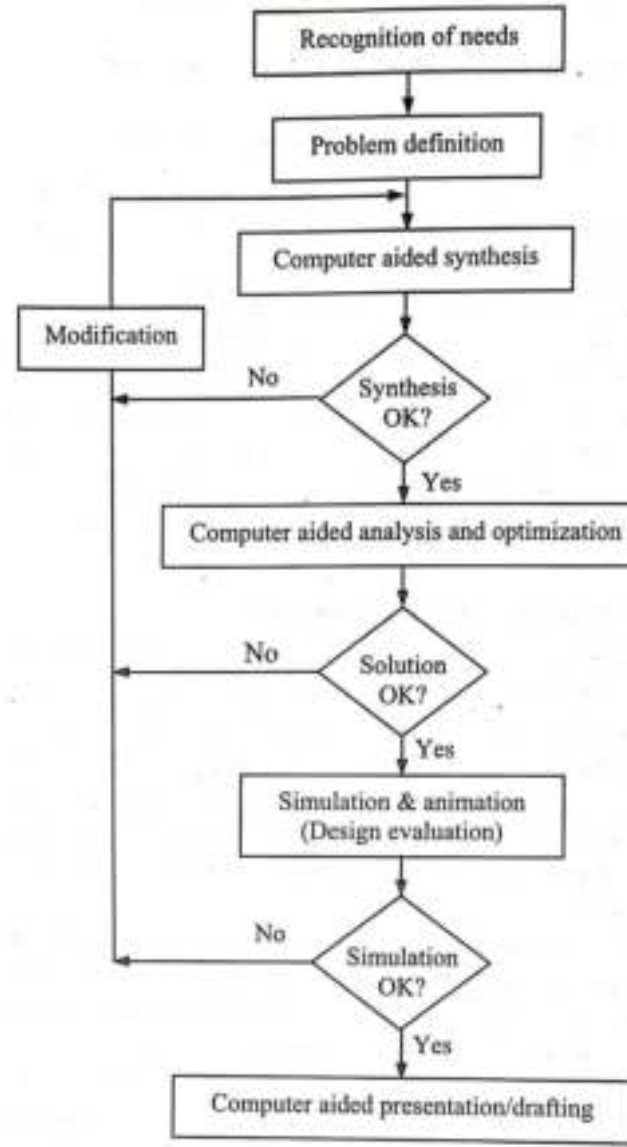 Recognition of needs
Problem definition
Computer aided synthesis
Modification
No
Synthesis
OK?
Yes
Computer aided analysis and optimization
No
Solution
OK?
Yes
Simulation & animation
(Design evaluation)
No
Simulation
OK?
Yes
Computer aided presentation/drafting